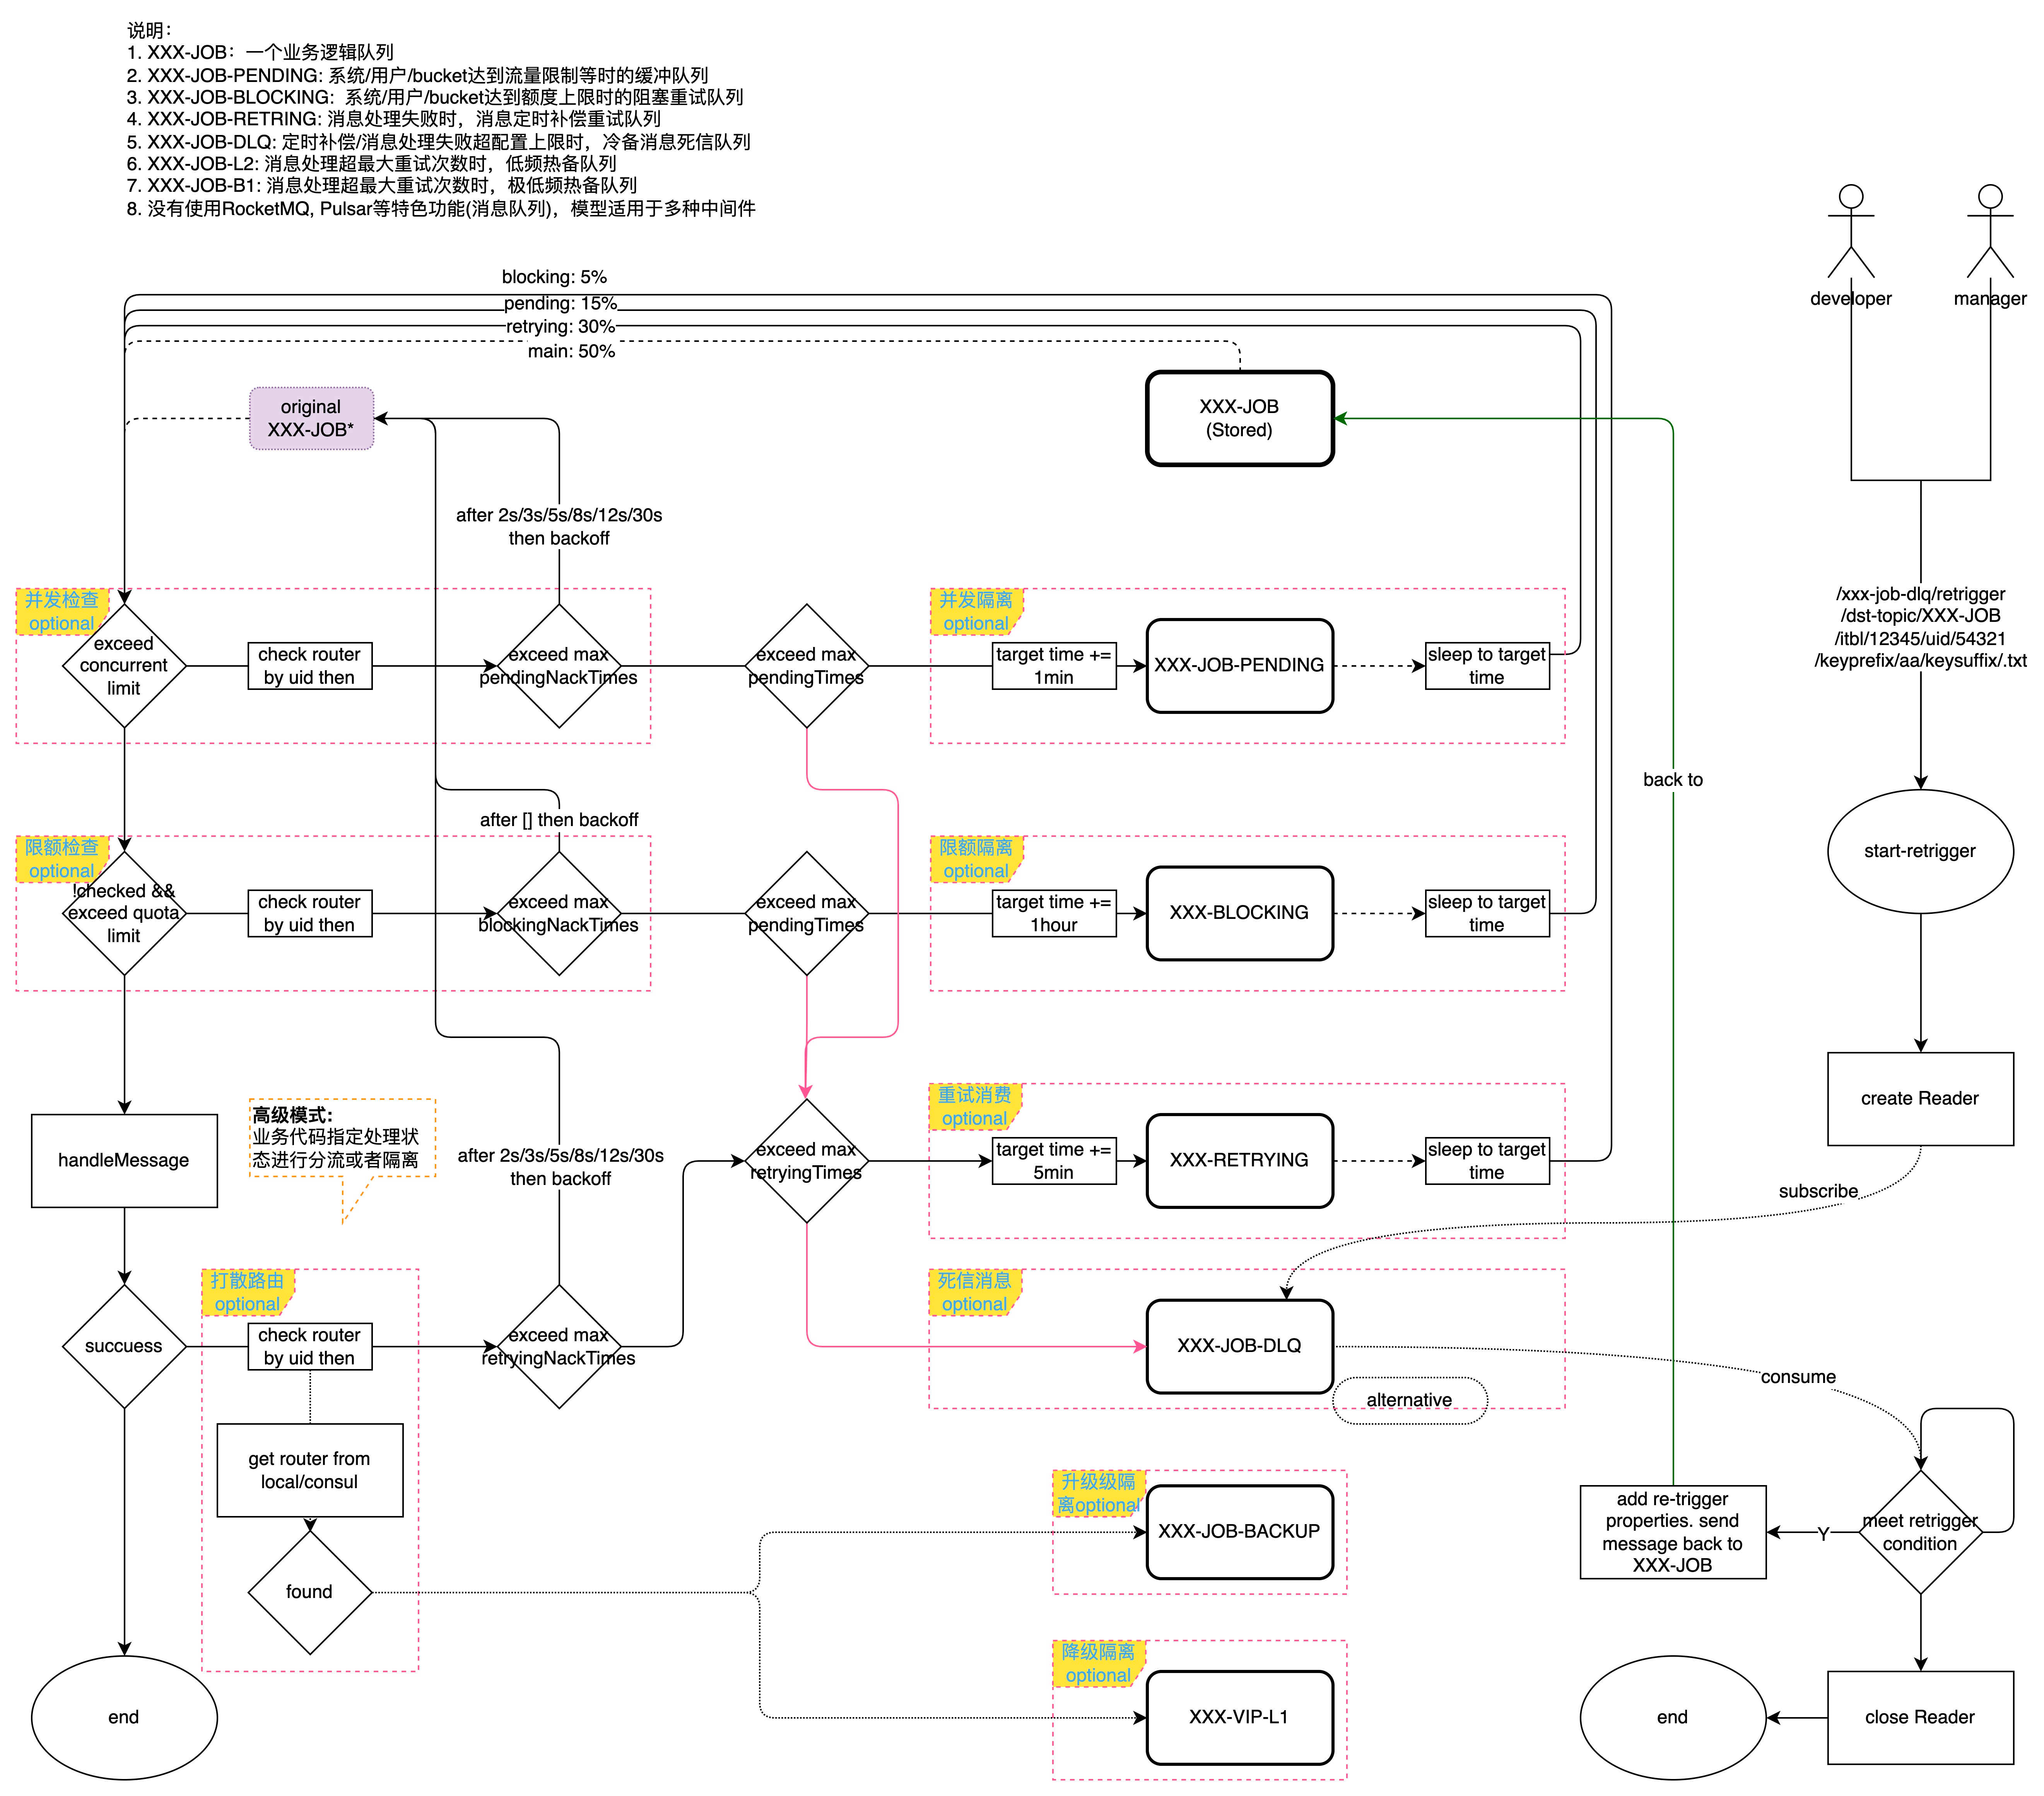 说明：
1. XXX-JOB：一个业务逻辑队列
2. XXX-JOB-PENDING: 系统/用户/bucket达到流量限制等时的缓冲队列
3. XXX-JOB-BLOCKING：系统/用户/bucket达到额度上限时的阻塞重试队列
4. XXX-JOB-RETRING: 消息处理失败时，消息定时补偿重试队列
5. XXX-JOB-DLQ: 定时补偿/消息处理失败超配置上限时，冷备消息死信队列
6. XXX-JOB-L2: 消息处理超最大重试次数时，低频热备队列
7. XXX-JOB-B1: 消息处理超最大重试次数时，极低频热备队列
8. 没有使用RocketMQ, Pulsar等特色功能(消息队列)，模型适用于多种中间件
developer
manager
blocking: 5%
pending: 15%
retrying: 30%
main: 50%
original
XXX-JOB*
XXX-JOB
(Stored)
after 2s/3s/5s/8s/12s/30s
then backoff
/xxx-job-dlq/retrigger
/dst-topic/XXX-JOB
/itbl/12345/uid/54321
/keyprefix/aa/keysuffix/.txt
并发检查
optional
exceed
concurrent
limit
check router
by uid then
exceed max
pendingNackTimes
exceed max
pendingTimes
并发隔离
optional
target time +=
1min
XXX-JOB-PENDING
sleep to target
time
back to
after [] then backoff
start-retrigger
限额检查
optional
!checked &&
exceed quota
limit
check router
by uid then
exceed max
blockingNackTimes
exceed max
pendingTimes
限额隔离
optional
target time +=
1hour
XXX-BLOCKING
sleep to target
time
create Reader
handleMessage
高级模式：
业务代码指定处理状
态进行分流或者隔离
after 2s/3s/5s/8s/12s/30s
then backoff
exceed max
retryingTimes
重试消费
optional
target time +=
5min
XXX-RETRYING
sleep to target
time
subscribe
succuess
打散路由
optional
check router
by uid then
exceed max
retryingNackTimes
死信消息
optional
XXX-JOB-DLQ
alternative
consume
get router from
local/consul
found
升级级隔
离optional
XXX-JOB-BACKUP
add re-trigger
properties. send
message back to
XXX-JOB
Y
meet retrigger
condition
降级隔离
optional
XXX-VIP-L1
end
end
close Reader